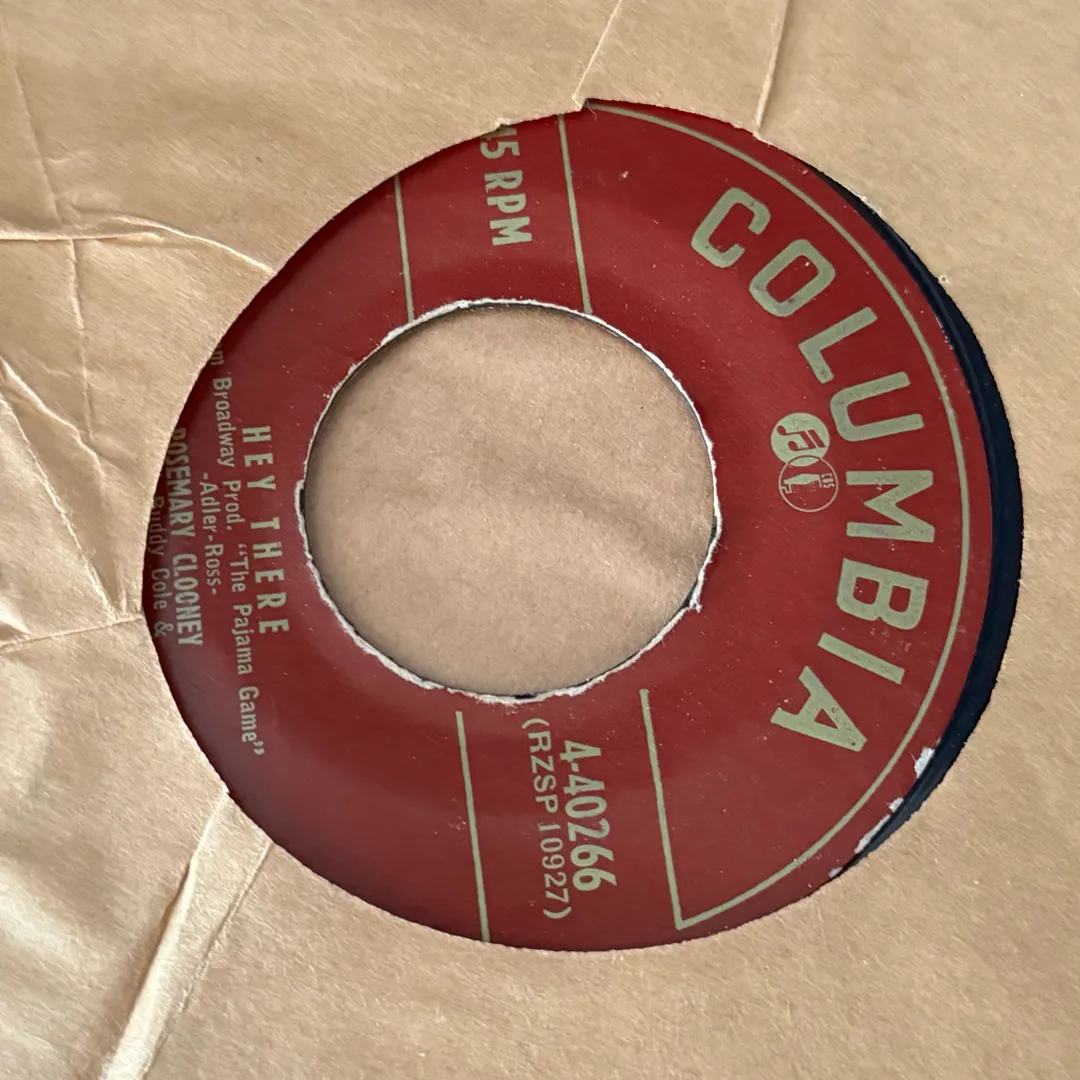 COLUMBIA
CBS
45 RPM
4-40266
(RZSP 10927)
HEY THERE
Broadway Prod. “The Pajama Game”
-Adler-Ross-
ROSEMARY CLOONEY
Buddy Cole &